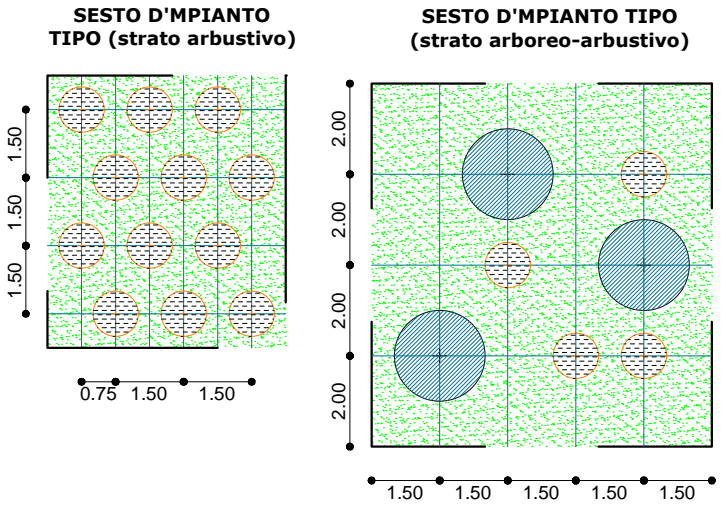 SESTO D'MPIANTO
TIPO (strato arbustivo)
1.50
1.50
1.50
0.75 1.50 1.50
SESTO D'MPIANTO TIPO
(strato arboreo-arbustivo)
2.00
2.00
2.00
2.00
1.50 1.50 1.50 1.50 1.50